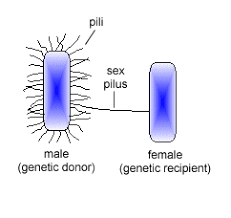 pili
sex
pilus
male
(genetic donor)
female
(genetic recipient)